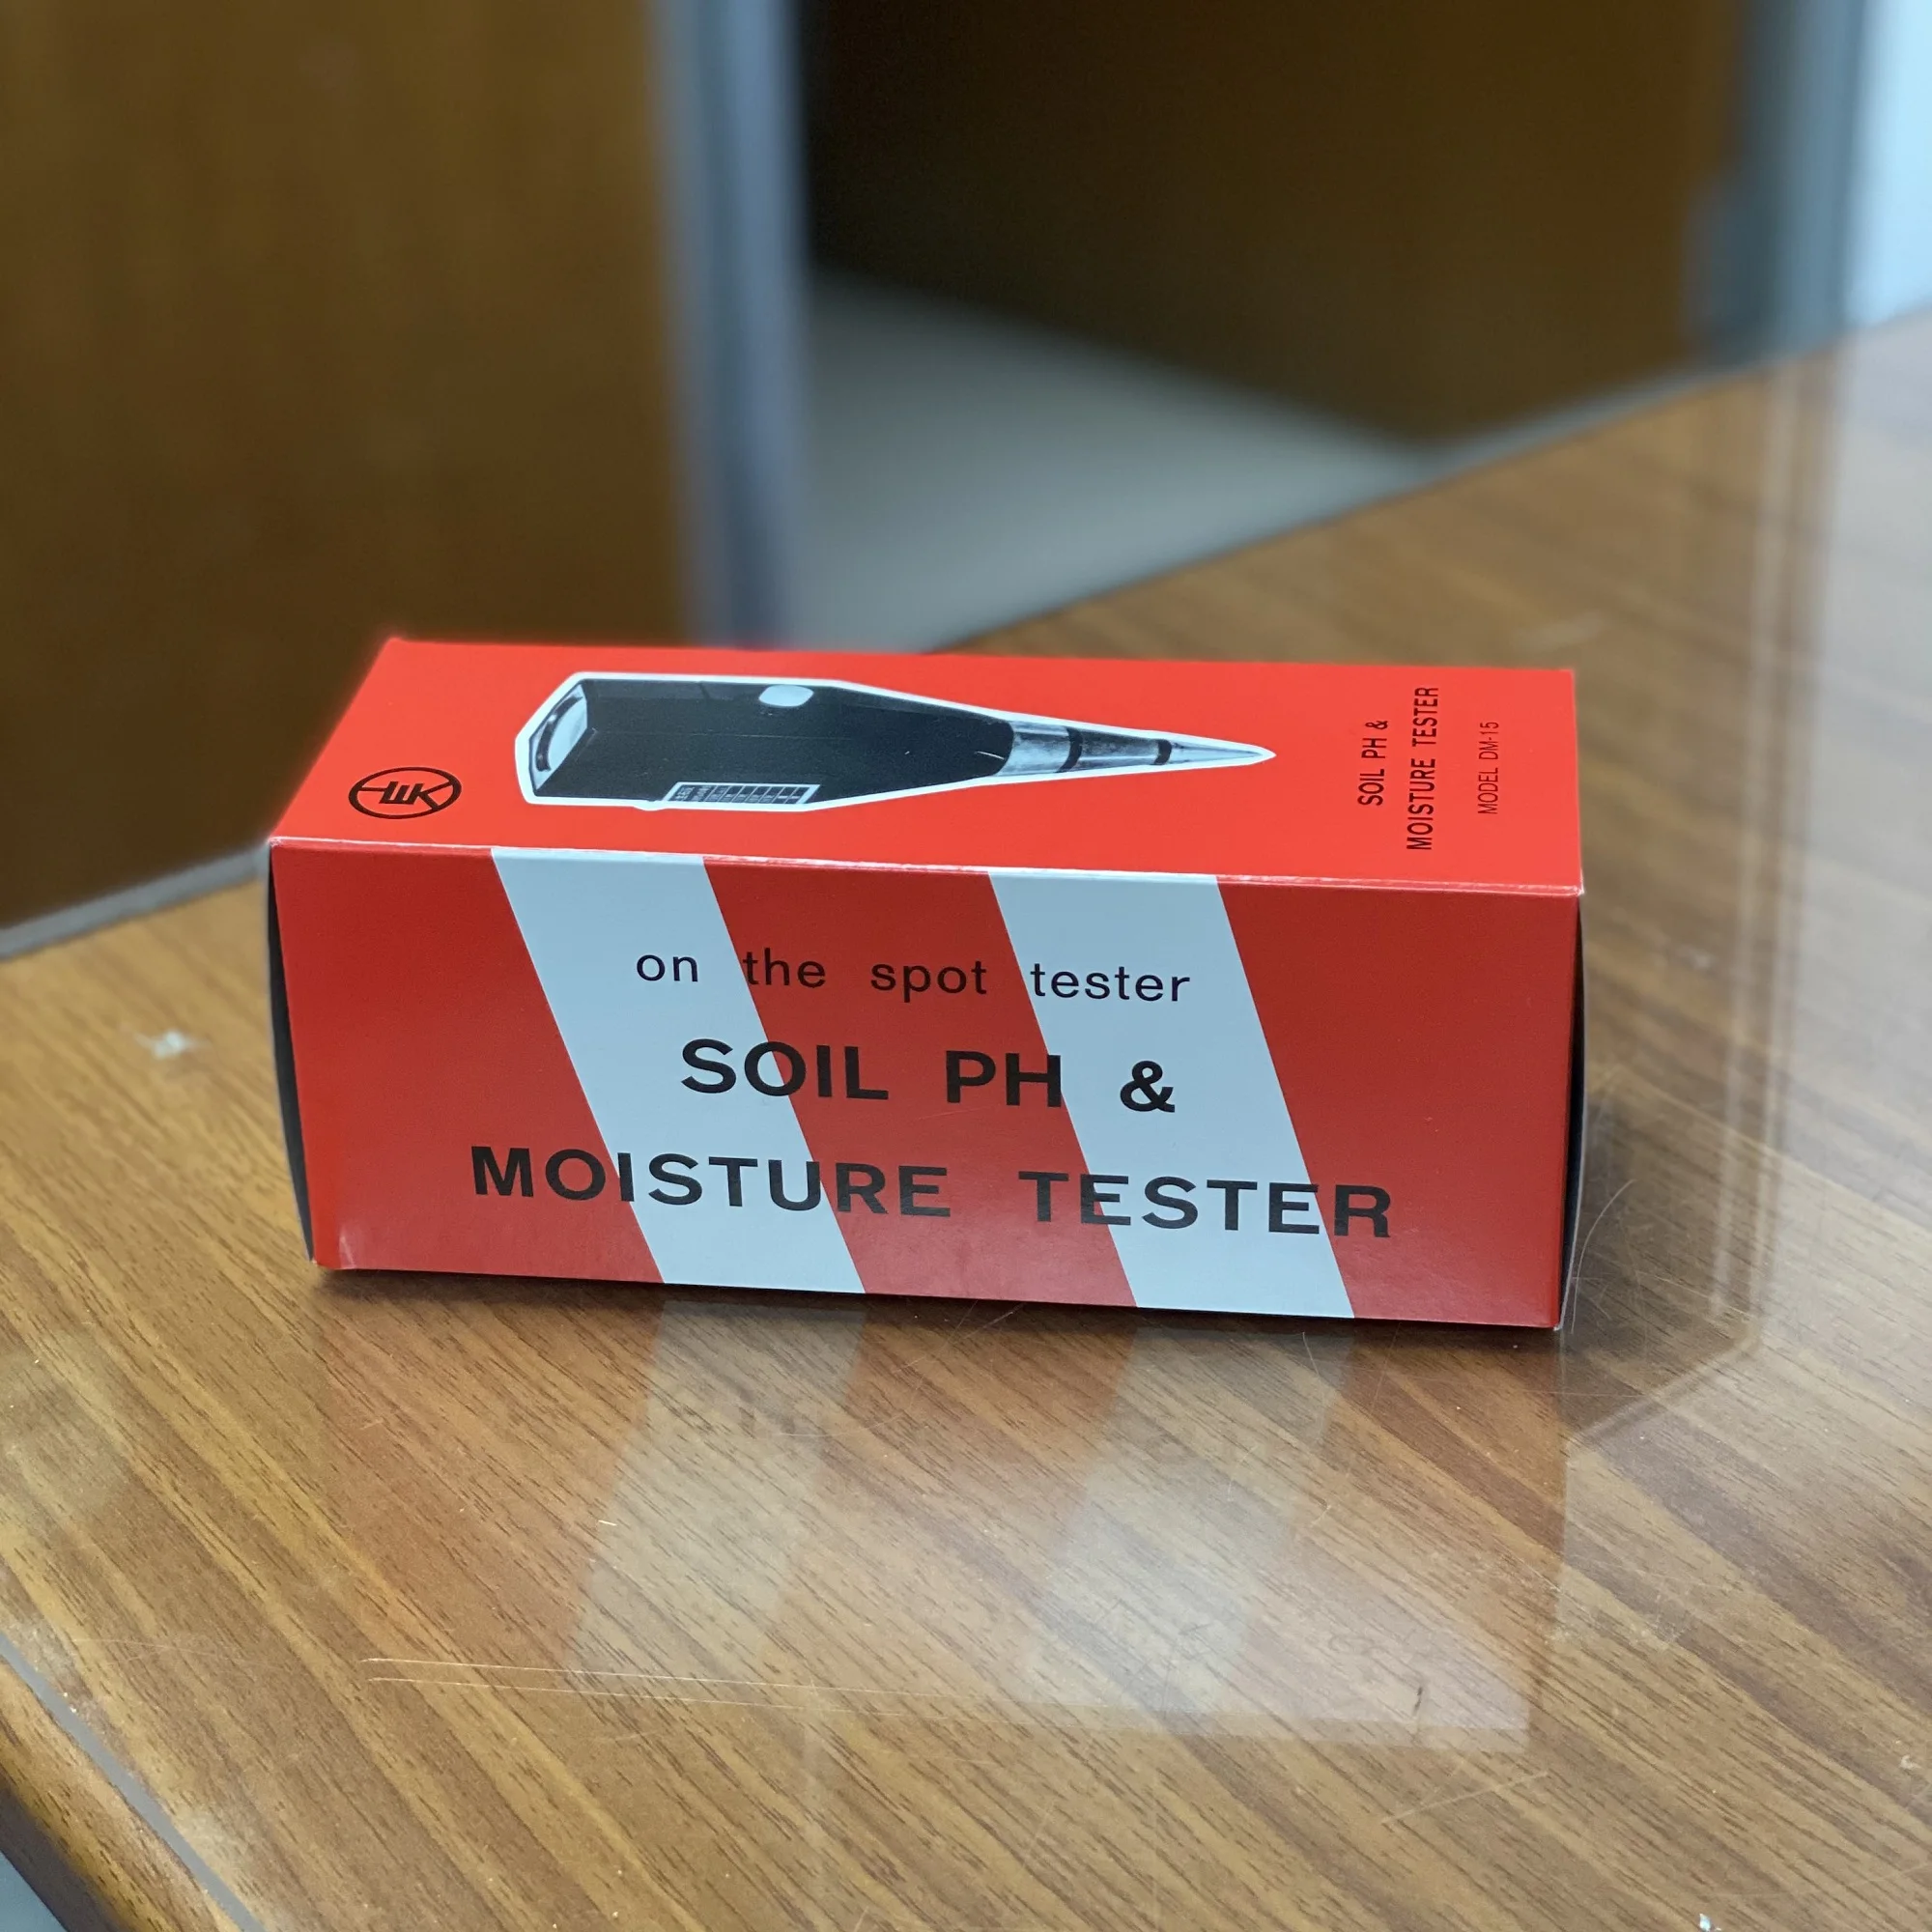 SOIL PH &
MOISTURE TESTER
MODEL DM-15
on the spot tester
SOIL PH &
MOISTURE TESTER